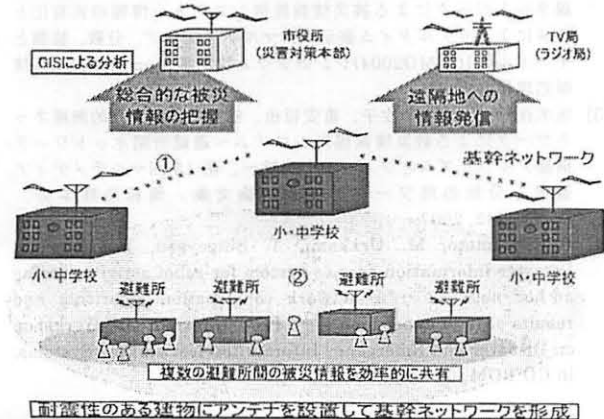 市役所
(災害対策本部)
TV局
(ラジオ局)
GISによる分析
総合的な被災
情報の把握
遠隔地への
情報発信
①
基幹ネットワーク
小・中学校
小・中学校
小・中学校
②
避難所
避難所
避難所
避難所
複数の避難所間の被災情報を効率的に共有
耐震性のある建物にアンテナを設置して基幹ネットワークを形成